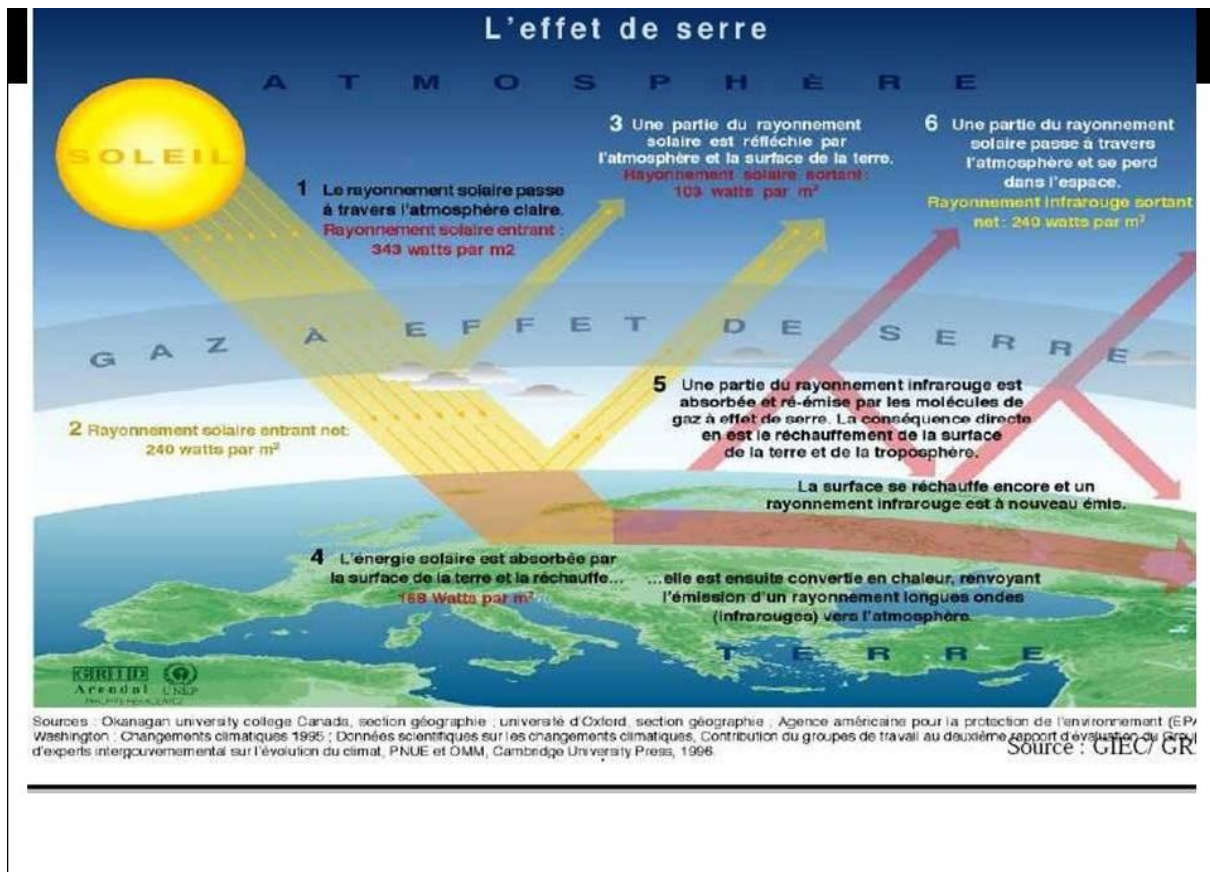 L'effet de serre
ATMOSPHÈRE
SOLEIL
1 Le rayonnement solaire passe
à travers l'atmosphère claire.
Rayonnement solaire entrant :
343 watts par m2
3 Une partie du rayonnement
solaire est réfléchie par
l'atmosphère et la surface de la terre.
Rayonnement solaire sortant :
103 watts par m²
6 Une partie du rayonnement
solaire passe à travers
l'atmosphère et se perd
dans l'espace.
Rayonnement infrarouge sortant
net : 240 watts par m²
GAZ À EFFET DE SERRE
2 Rayonnement solaire entrant net:
240 watts par m²
5 Une partie du rayonnement infrarouge est
absorbée et ré-émise par les molécules de
gaz à effet de serre. La conséquence directe
en est le réchauffement de la surface
de la terre et de la troposphère.
La surface se réchauffe encore et un
rayonnement infrarouge est à nouveau émis.
4 L'énergie solaire est absorbée par
la surface de la terre et la réchauffe...
168 Watts par m²
...elle est ensuite convertie en chaleur, renvoyant
l'émission d'un rayonnement longues ondes
(infrarouges) vers l'atmosphère.
TERRE
GRID
Arendal UNEP
Sources : Okanagan university college Canada, section géographie ; université d'Oxford, section géographie ; Agence américaine pour la protection de l'environnement (EPA
Washington ; Changements climatiques 1995 ; Données scientifiques sur les changements climatiques, Contribution du groupes de travail au deuxième rapport d'évaluation du Group
d'experts intergouvernemental sur l'évolution du climat, PNUE et OMM, Cambridge University Press, 1996.
Source : GIEC/ GR